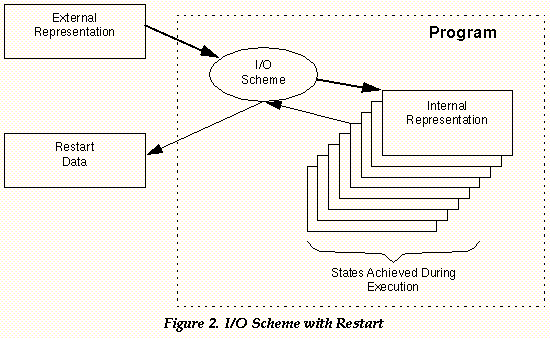 External
Representation
Program
I/O
Scheme
Internal
Representation
Restart
Data
States Achieved During
Execution
Figure 2. I/O Scheme with Restart